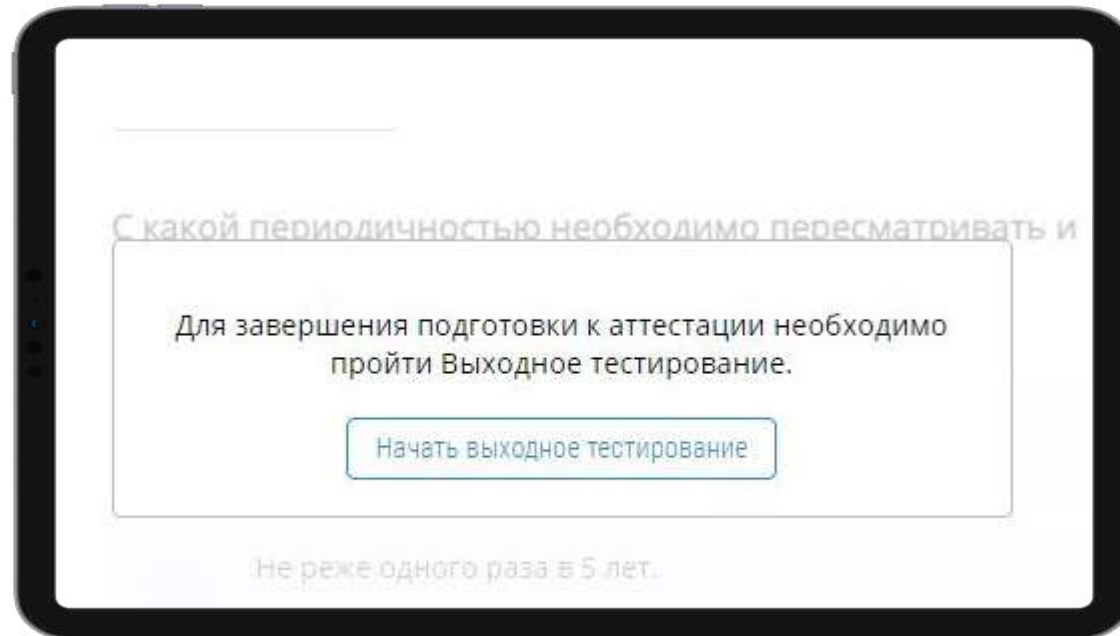 С какой периодичностью необходимо пересматривать и
Для завершения подготовки к аттестации необходимо
пройти Выходное тестирование.
Начать выходное тестирование
Не реже одного раза в 5 лет.